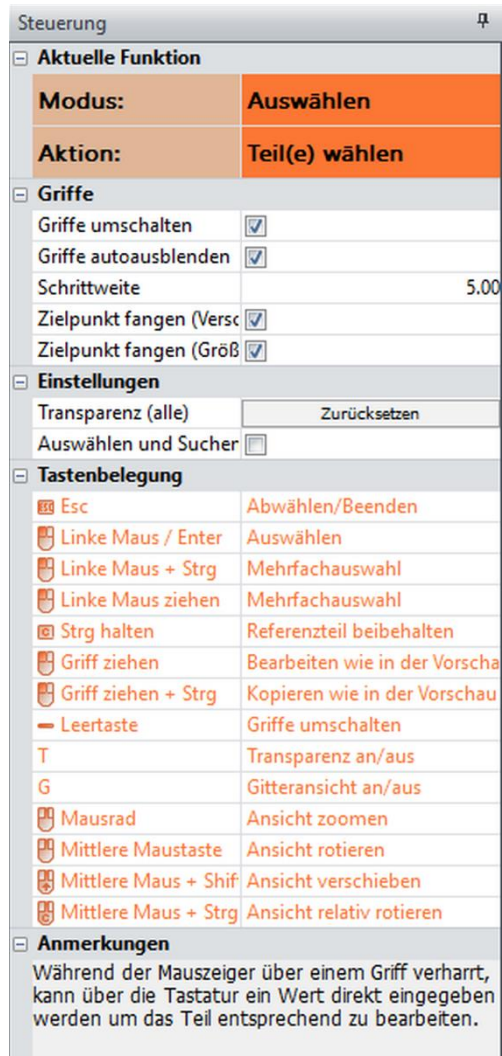 Steuerung
Aktuelle Funktion
Modus: Auswählen
Aktion: Teil(e) wählen
Griffe
Griffe umschalten
Griffe autoausblenden
Schrittweite 5.00
Zielpunkt fangen (Versc
Zielpunkt fangen (Größ
Einstellungen
Transparenz (alle) Zurücksetzen
Auswählen und Sucher
Tastenbelegung
Esc Abwählen/Beenden
Linke Maus / Enter Auswählen
Linke Maus + Strg Mehrfachauswahl
Linke Maus ziehen Mehrfachauswahl
Strg halten Referenzteil beibehalten
Griff ziehen Bearbeiten wie in der Vorscha
Griff ziehen + Strg Kopieren wie in der Vorschau
Leertaste Griffe umschalten
T Transparenz an/aus
G Gitteransicht an/aus
Mausrad Ansicht zoomen
Mittlere Maustaste Ansicht rotieren
Mittlere Maus + Shif Ansicht verschieben
Mittlere Maus + Strg Ansicht relativ rotieren
Anmerkungen
Während der Mauszeiger über einem Griff verharrt,
kann über die Tastatur ein Wert direkt eingegeben
werden um das Teil entsprechend zu bearbeiten.